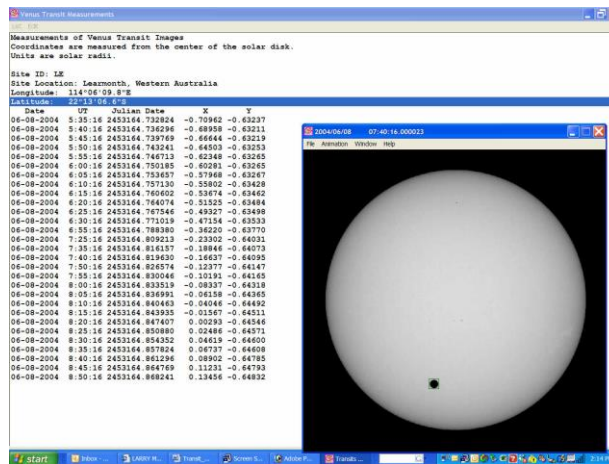 Venus Transit Measurements
List Edit
Measurements of Venus Transit Images
Coordinates are measured from the center of the solar disk.
Units are solar radii.
Site ID: LE
Site Location: Learmonth, Western Australia
Longitude: 114°06'09.8"E
Latitude: 22°13'06.6"S
Date UT Julian Date X Y
06-08-2004 5:35:16 2453164.732824 -0.70962 -0.63237
06-08-2004 5:40:16 2453164.736296 -0.68958 -0.63211
06-08-2004 5:45:16 2453164.739769 -0.66644 -0.63219
06-08-2004 5:50:16 2453164.743241 -0.64503 -0.63253
06-08-2004 5:55:16 2453164.746713 -0.62348 -0.63265
06-08-2004 6:00:16 2453164.750185 -0.60281 -0.63265
06-08-2004 6:05:16 2453164.753657 -0.57968 -0.63267
06-08-2004 6:10:16 2453164.757130 -0.55802 -0.63428
06-08-2004 6:15:16 2453164.760602 -0.53674 -0.63462
06-08-2004 6:20:16 2453164.764074 -0.51525 -0.63484
06-08-2004 6:25:16 2453164.767546 -0.49327 -0.63498
06-08-2004 6:30:16 2453164.771019 -0.47154 -0.63533
06-08-2004 6:55:16 2453164.788380 -0.36220 -0.63770
06-08-2004 7:25:16 2453164.809213 -0.23302 -0.64031
06-08-2004 7:35:16 2453164.816157 -0.18846 -0.64073
06-08-2004 7:40:16 2453164.819630 -0.16637 -0.64095
06-08-2004 7:50:16 2453164.826574 -0.12377 -0.64147
06-08-2004 7:55:16 2453164.830046 -0.10191 -0.64165
06-08-2004 8:00:16 2453164.833519 -0.08337 -0.64318
06-08-2004 8:05:16 2453164.836991 -0.06158 -0.64365
06-08-2004 8:10:16 2453164.840463 -0.04046 -0.64492
06-08-2004 8:15:16 2453164.843935 -0.01567 -0.64511
06-08-2004 8:20:16 2453164.847407 0.00293 -0.64546
06-08-2004 8:25:16 2453164.850880 0.02486 -0.64571
06-08-2004 8:30:16 2453164.854352 0.04619 -0.64600
06-08-2004 8:35:16 2453164.857824 0.06737 -0.64608
06-08-2004 8:40:16 2453164.861296 0.08902 -0.64785
06-08-2004 8:45:16 2453164.864769 0.11231 -0.64793
06-08-2004 8:50:16 2453164.868241 0.13456 -0.64832
2004/06/08 07:40:16.000023
File Animation Window Help
start Inbox - ... LARRY M... Transit_... Screen S... Adobe P... Transits ... 2:14 P